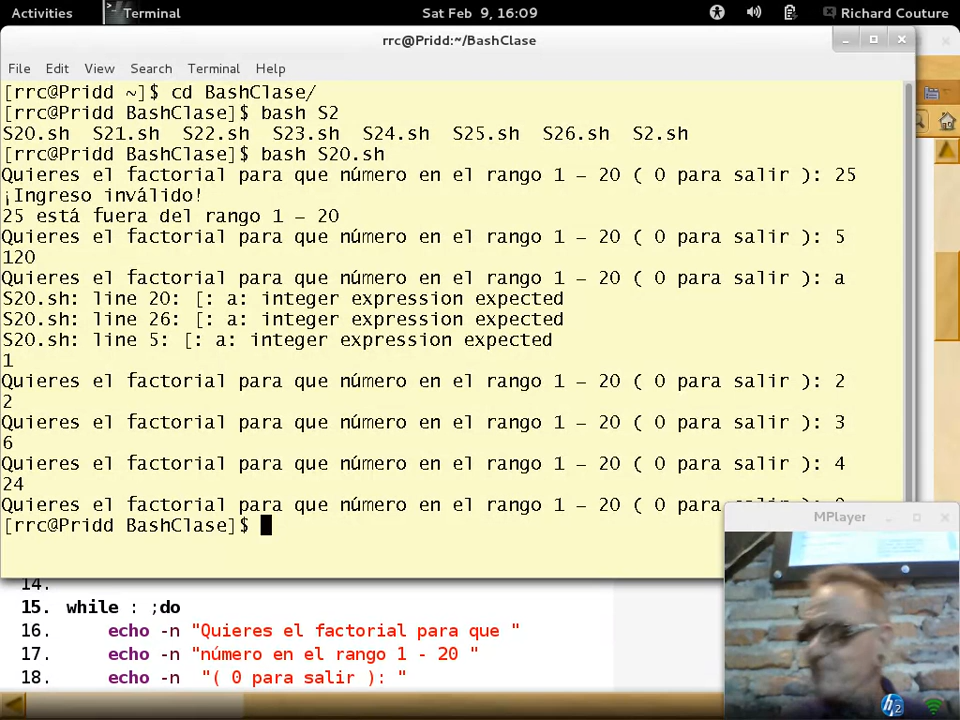 Activities Terminal Sat Feb 9, 16:09 Richard Couture
rrc@Pridd:~/BashClase
File Edit View Search Terminal Help
[rrc@Pridd ~]$ cd BashClase/
[rrc@Pridd BashClase]$ bash S2
S20.sh S21.sh S22.sh S23.sh S24.sh S25.sh S26.sh S2.sh
[rrc@Pridd BashClase]$ bash S20.sh
Quieres el factorial para que número en el rango 1 - 20 ( 0 para salir ): 25
¡Ingreso inválido!
25 está fuera del rango 1 - 20
Quieres el factorial para que número en el rango 1 - 20 ( 0 para salir ): 5
120
Quieres el factorial para que número en el rango 1 - 20 ( 0 para salir ): a
S20.sh: line 20: [: a: integer expression expected
S20.sh: line 26: [: a: integer expression expected
S20.sh: line 5: [: a: integer expression expected
1
Quieres el factorial para que número en el rango 1 - 20 ( 0 para salir ): 2
2
Quieres el factorial para que número en el rango 1 - 20 ( 0 para salir ): 3
6
Quieres el factorial para que número en el rango 1 - 20 ( 0 para salir ): 4
24
Quieres el factorial para que número en el rango 1 - 20 ( 0 para salir ): 0
[rrc@Pridd BashClase]$
MPlayer
14.
15. while : ;do
16. echo -n "Quieres el factorial para que "
17. echo -n "número en el rango 1 - 20 "
18. echo -n "( 0 para salir ): "
hp 2